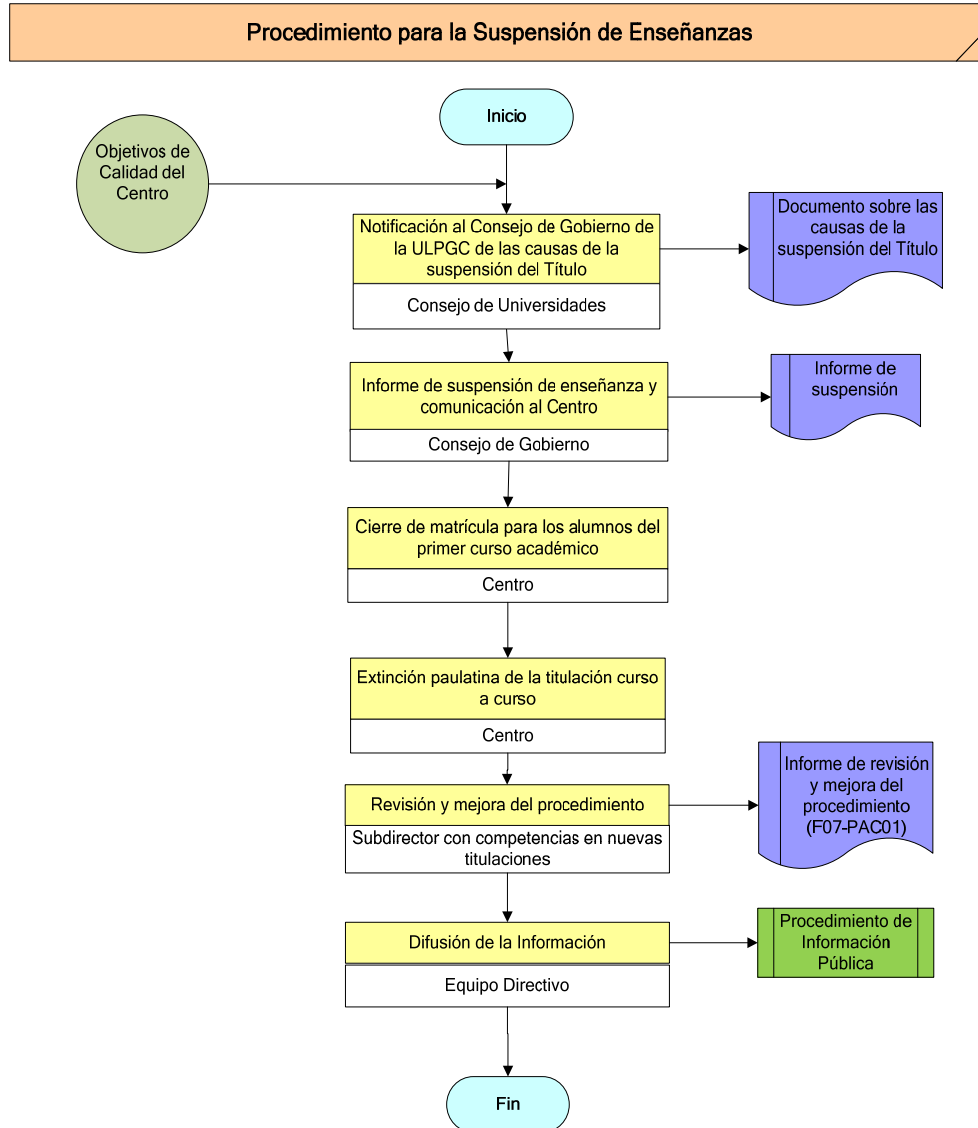 Procedimiento para la Suspensión de Enseñanzas
Inicio
Objetivos de
Calidad del
Centro
Notificación al Consejo de Gobierno de
la ULPGC de las causas de la
suspensión del Título
Consejo de Universidades
Documento sobre las
causas de la
suspensión del Título
Informe de suspensión de enseñanza y
comunicación al Centro
Consejo de Gobierno
Informe de
suspensión
Cierre de matrícula para los alumnos del
primer curso académico
Centro
Extinción paulatina de la titulación curso
a curso
Centro
Revisión y mejora del procedimiento
Subdirector con competencias en nuevas
titulaciones
Informe de revisión
y mejora del
procedimiento
(F07-PAC01)
Difusión de la Información
Equipo Directivo
Procedimiento de
Información
Pública
Fin